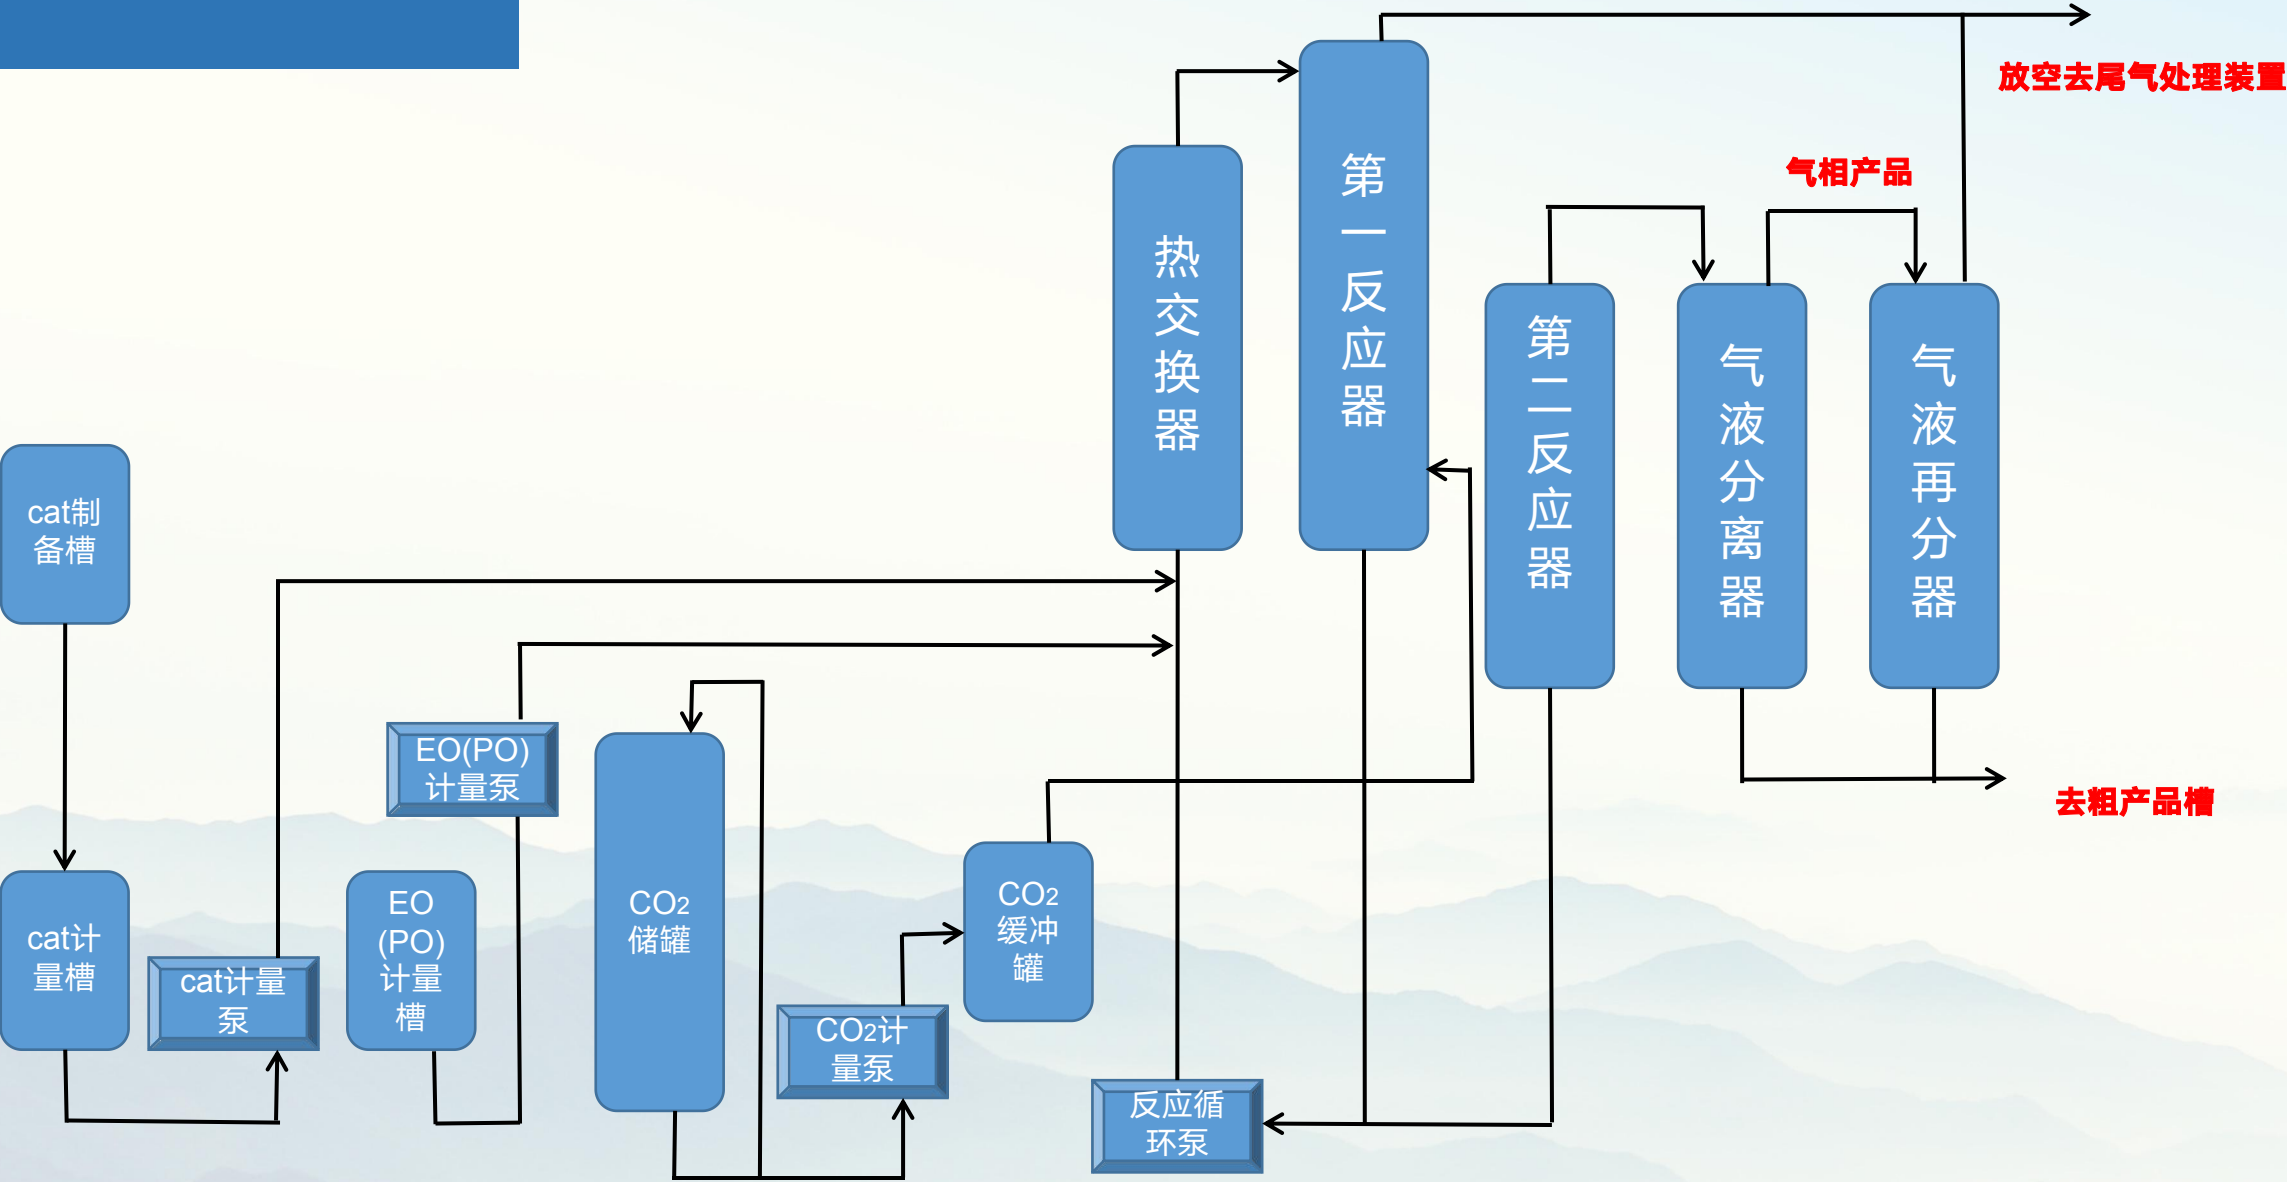 放空去尾气处理装置
气相产品
热
交
换
器
第
一
反
应
器
第
二
反
应
器
气
液
分
离
器
气
液
再
分
器
cat制
备槽
EO(PO)
计量泵
去粗产品槽
cat计
量槽
cat计量
泵
EO
(PO)
计量
槽
CO2
储罐
CO2计
量泵
CO2
缓冲
罐
反应循
环泵